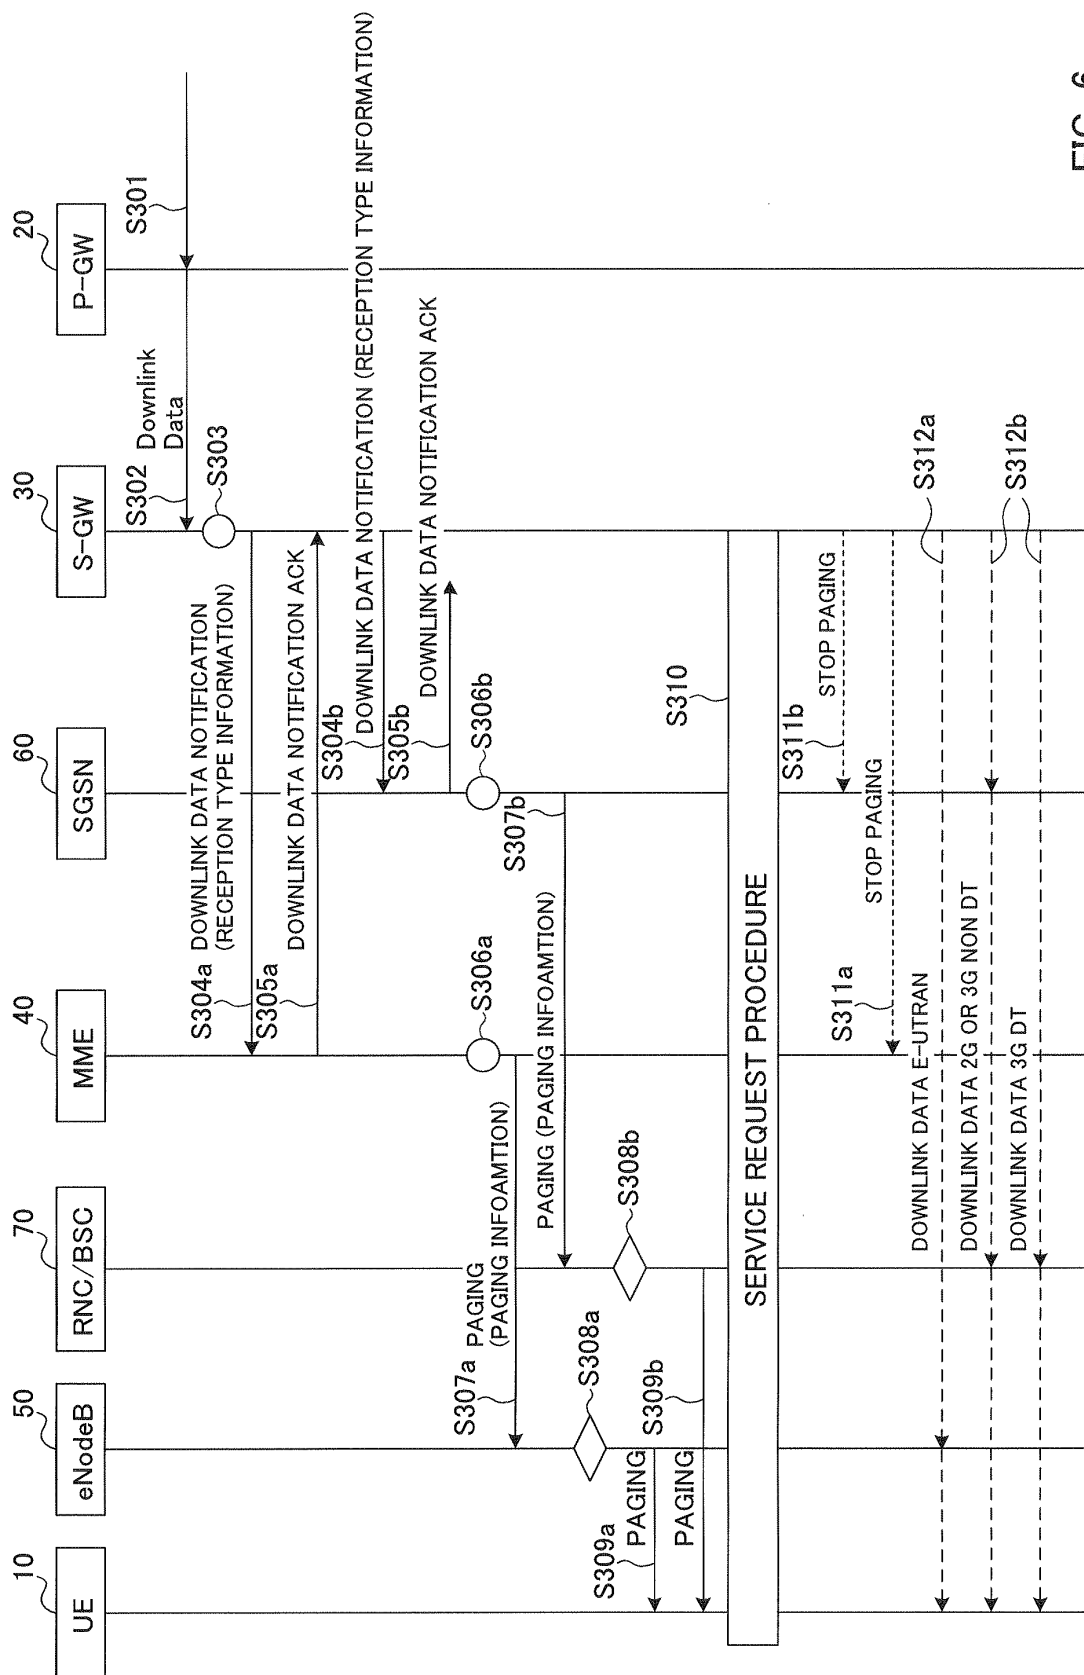 10
UE
50
eNodeB
70
RNC/BSC
40
MME
60
SGSN
30
S-GW
20
P-GW
S301
S302
Downlink
Data
S303
S304a
DOWNLINK DATA NOTIFICATION
(RECEPTION TYPE INFORMATION)
S305a
DOWNLINK DATA NOTIFICATION ACK
S304b
DOWNLINK DATA NOTIFICATION (RECEPTION TYPE INFORMATION)
S305b
DOWNLINK DATA NOTIFICATION ACK
S306a
S306b
S307a
PAGING
(PAGING INFOAMTION)
S307b
PAGING (PAGING INFOAMTION)
S308a
S308b
S309a
PAGING
S309b
PAGING
S310
SERVICE REQUEST PROCEDURE
S311b
STOP PAGING
S311a
STOP PAGING
DOWNLINK DATA E-UTRAN
S312a
DOWNLINK DATA 2G OR 3G NON DT
S312b
DOWNLINK DATA 3G DT
FIG. 6